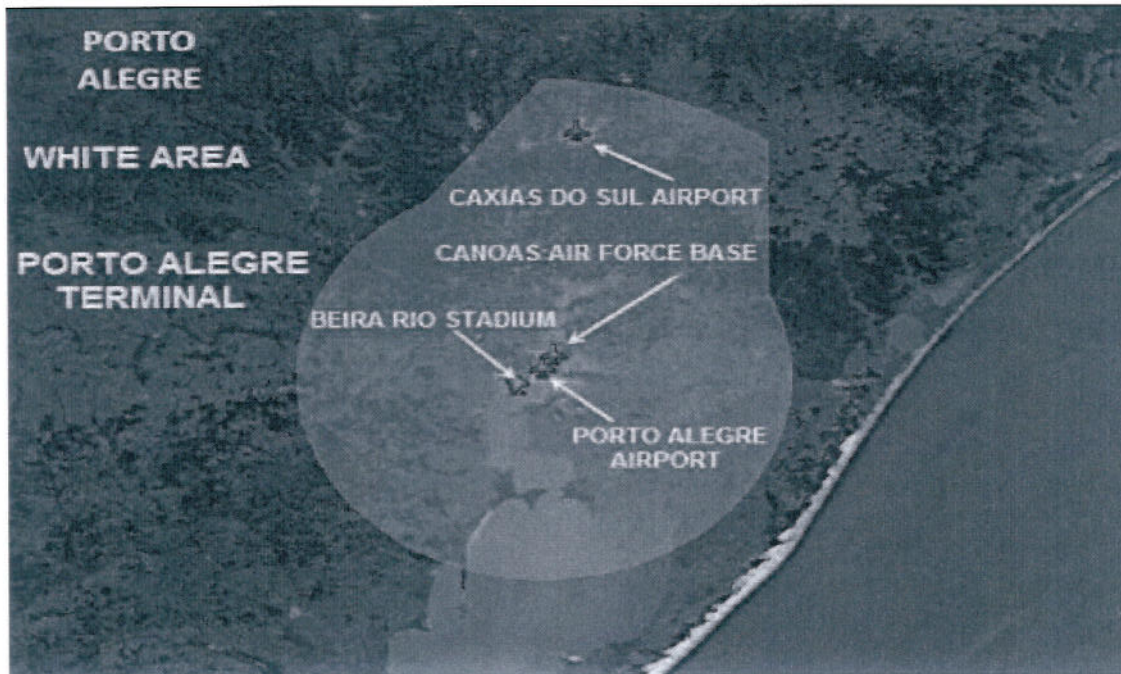 PORTO
ALEGRE
WHITE AREA
CAXIAS DO SUL AIRPORT
CANOAS AIR FORCE BASE
PORTO ALEGRE
TERMINAL
BEIRA RIO STADIUM
PORTO ALEGRE
AIRPORT